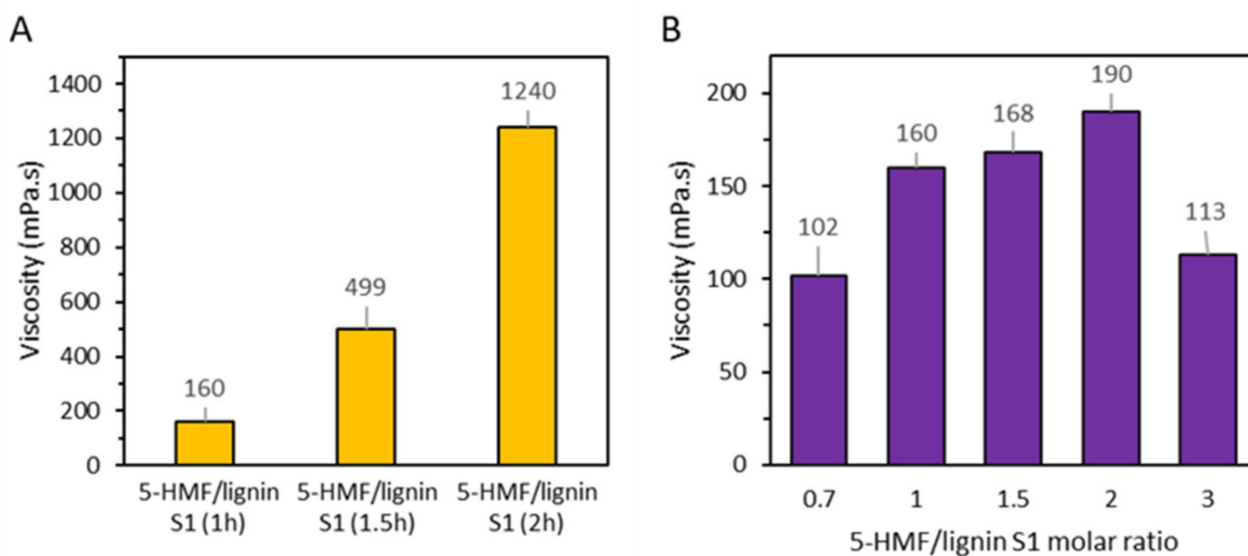 A
Viscosity (mPa.s)
1400
1200
1000
800
600
400
200
0
160
499
1240
5-HMF/lignin
S1 (1h)
5-HMF/lignin
S1 (1.5h)
5-HMF/lignin
S1 (2h)
B
Viscosity (mPa.s)
200
150
100
50
0
102
160
168
190
113
0.7
1
1.5
2
3
5-HMF/lignin S1 molar ratio